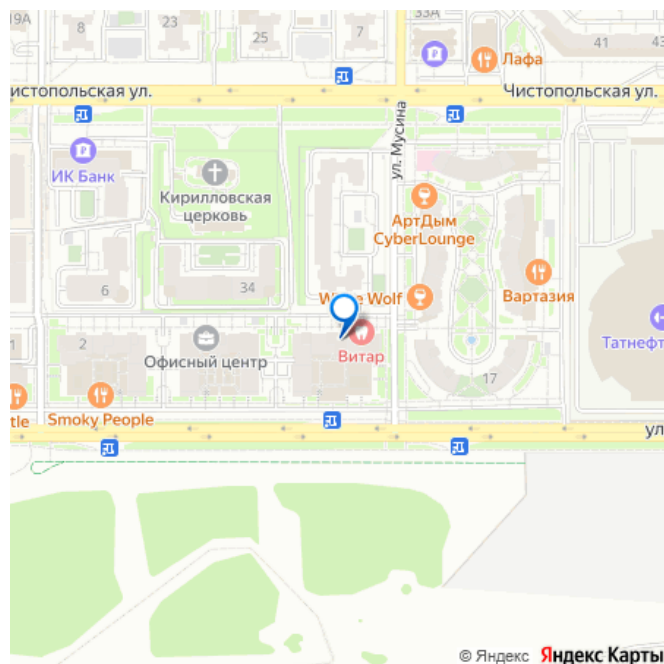 19А
23
33А
8
25
7
41
43
Лафа
Чистопольская ул.
Чистопольская ул.
ул. Мусина
ИК Банк
Кирилловская
церковь
АртДым
CyberLounge
6
34
Wolf
Вартазия
1
2
Офисный центр
Витар
Татнефт
17
tle
Smoky People
ул
© Яндекс Яндекс Карты